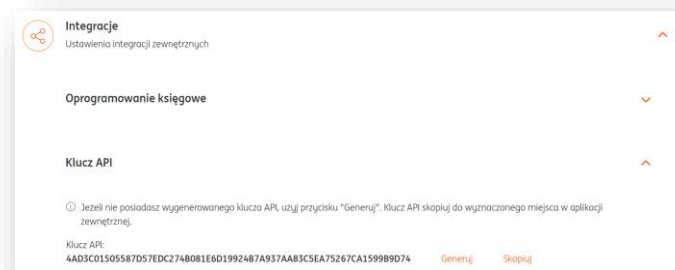 Integracje
Ustawienia integracji zewnętrznych
Oprogramowanie księgowe
Klucz API
Jeżeli nie posiadasz wygenerowanego klucza API, użyj przycisku "Generuj". Klucz API skopiuj do wyznaczonego miejsca w aplikacji
zewnętrznej.
Klucz API:
4AD3C01505587D57EDC274B081E6D19924B7A937AA83C5EA75267CA1599B9D74 Generuj Skopiuj